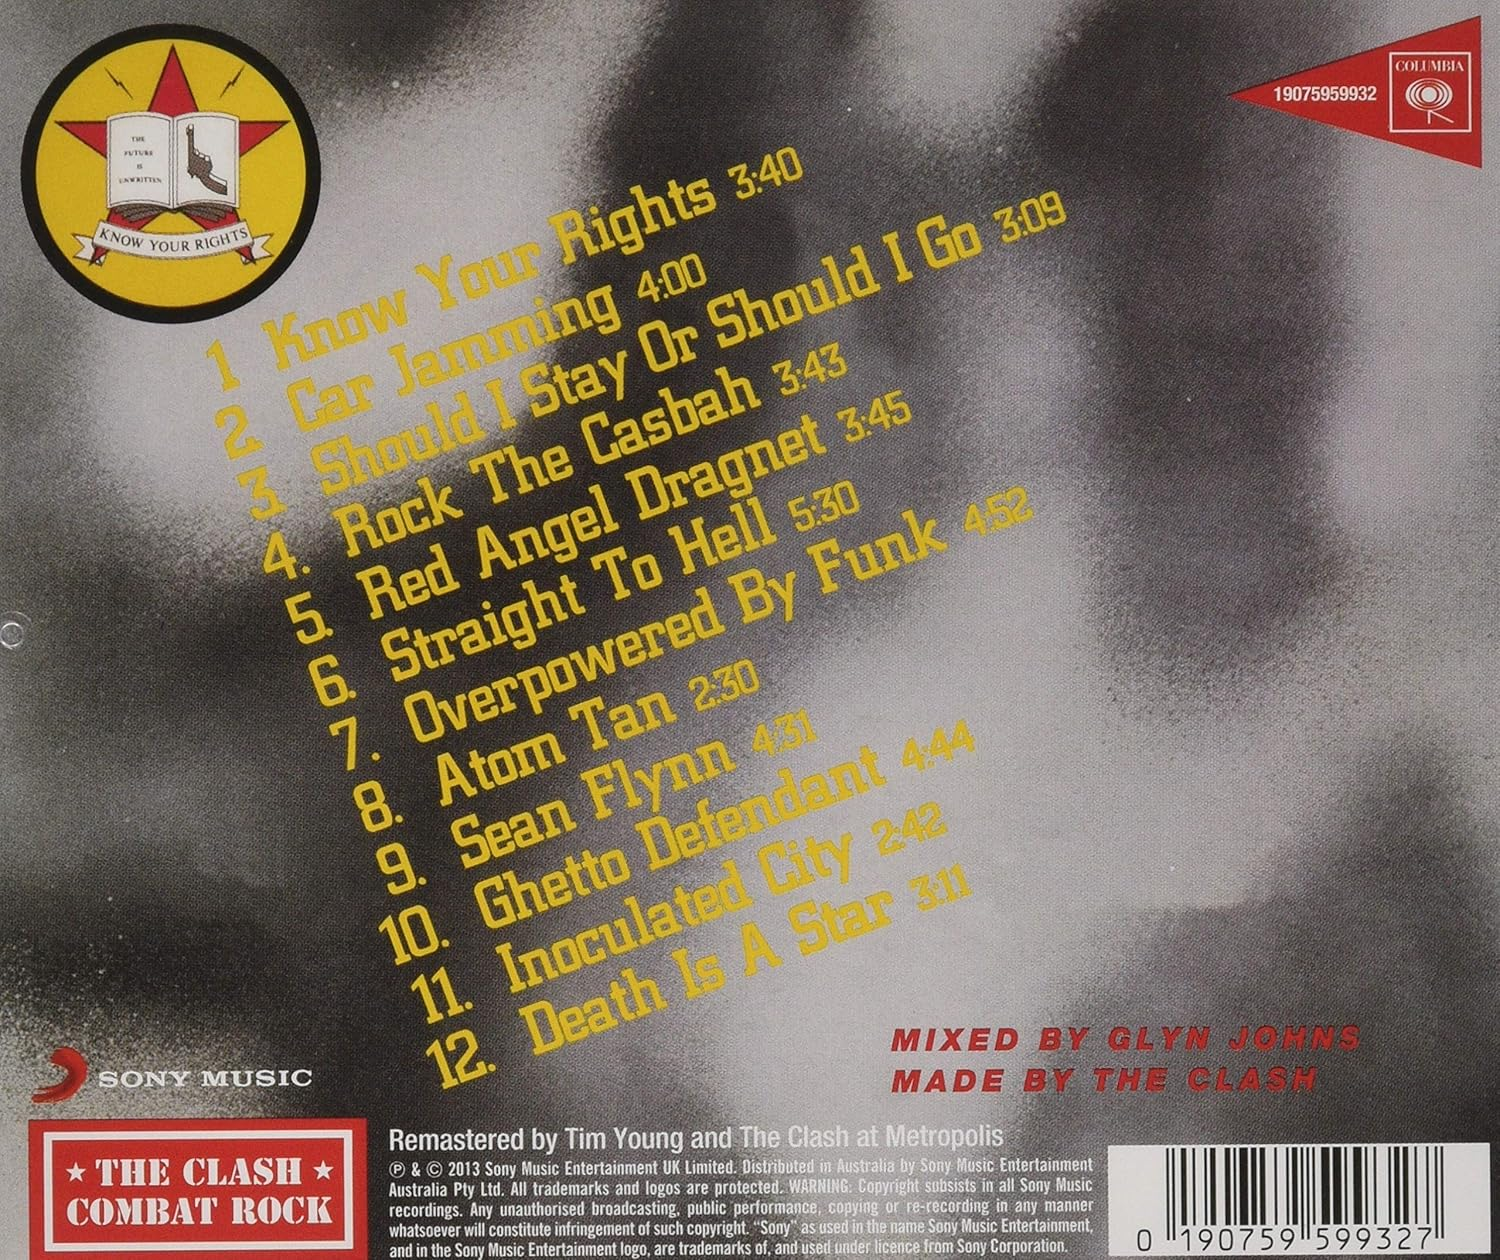 COLUMBIA
19075959932
THE
FUTURE
IS
UNWRITTEN
KNOW YOUR RIGHTS
1 Know Your Rights 3:40
2. Car Jamming 4:00
3. Should I Stay Or Should I Go 3:09
4. Rock The Casbah 3:43
5. Red Angel Dragnet 3:45
6. Straight To Hell 5:30
7. Overpowered By Funk 4:52
8. Atom Tan 2:30
9. Sean Flynn 4:31
10. Ghetto Defendant 4:44
11. Inoculated City 2:42
12. Death Is A Star 3:11
MIXED BY GLYN JOHNS
MADE BY THE CLASH
SONY MUSIC
★ THE CLASH ★
COMBAT ROCK
Remastered by Tim Young and The Clash at Metropolis
℗ & © 2013 Sony Music Entertainment UK Limited. Distributed in Australia by Sony Music Entertainment
Australia Pty Ltd. All trademarks and logos are protected. WARNING: Copyright subsists in all Sony Music
recordings. Any unauthorised broadcasting, public performance, copying or re-recording in any manner
whatsoever will constitute infringement of such copyright. "Sony" as used in the name Sony Music Entertainment,
and in the Sony Music Entertainment logo, are trademarks of, and used under licence from Sony Corporation.
0 190759 599327